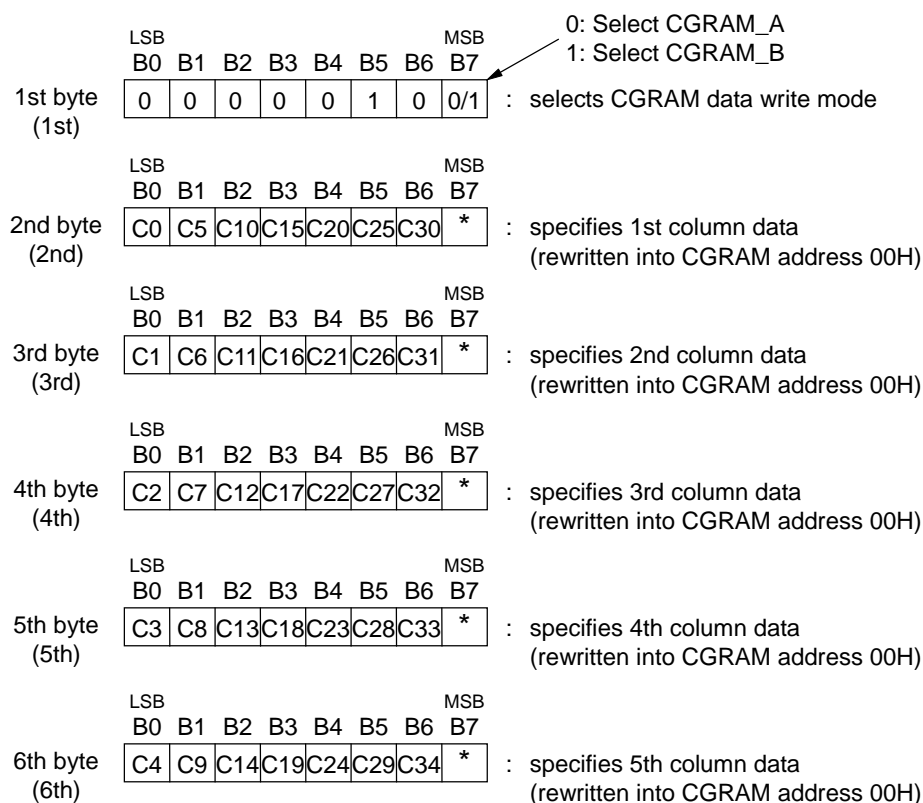 0: Select CGRAM_A
1: Select CGRAM_B
LSB MSB
B0 B1 B2 B3 B4 B5 B6 B7
1st byte (1st) 0 0 0 0 0 1 0 0/1 : selects CGRAM data write mode
LSB MSB
B0 B1 B2 B3 B4 B5 B6 B7
2nd byte C0 C5 C10 C15 C20 C25 C30 * : specifies 1st column data
(2nd) (rewritten into CGRAM address 00H)
LSB MSB
B0 B1 B2 B3 B4 B5 B6 B7
3rd byte C1 C6 C11 C16 C21 C26 C31 * : specifies 2nd column data
(3rd) (rewritten into CGRAM address 00H)
LSB MSB
B0 B1 B2 B3 B4 B5 B6 B7
4th byte C2 C7 C12 C17 C22 C27 C32 * : specifies 3rd column data
(4th) (rewritten into CGRAM address 00H)
LSB MSB
B0 B1 B2 B3 B4 B5 B6 B7
5th byte C3 C8 C13 C18 C23 C28 C33 * : specifies 4th column data
(5th) (rewritten into CGRAM address 00H)
LSB MSB
B0 B1 B2 B3 B4 B5 B6 B7
6th byte C4 C9 C14 C19 C24 C29 C34 * : specifies 5th column data
(6th) (rewritten into CGRAM address 00H)